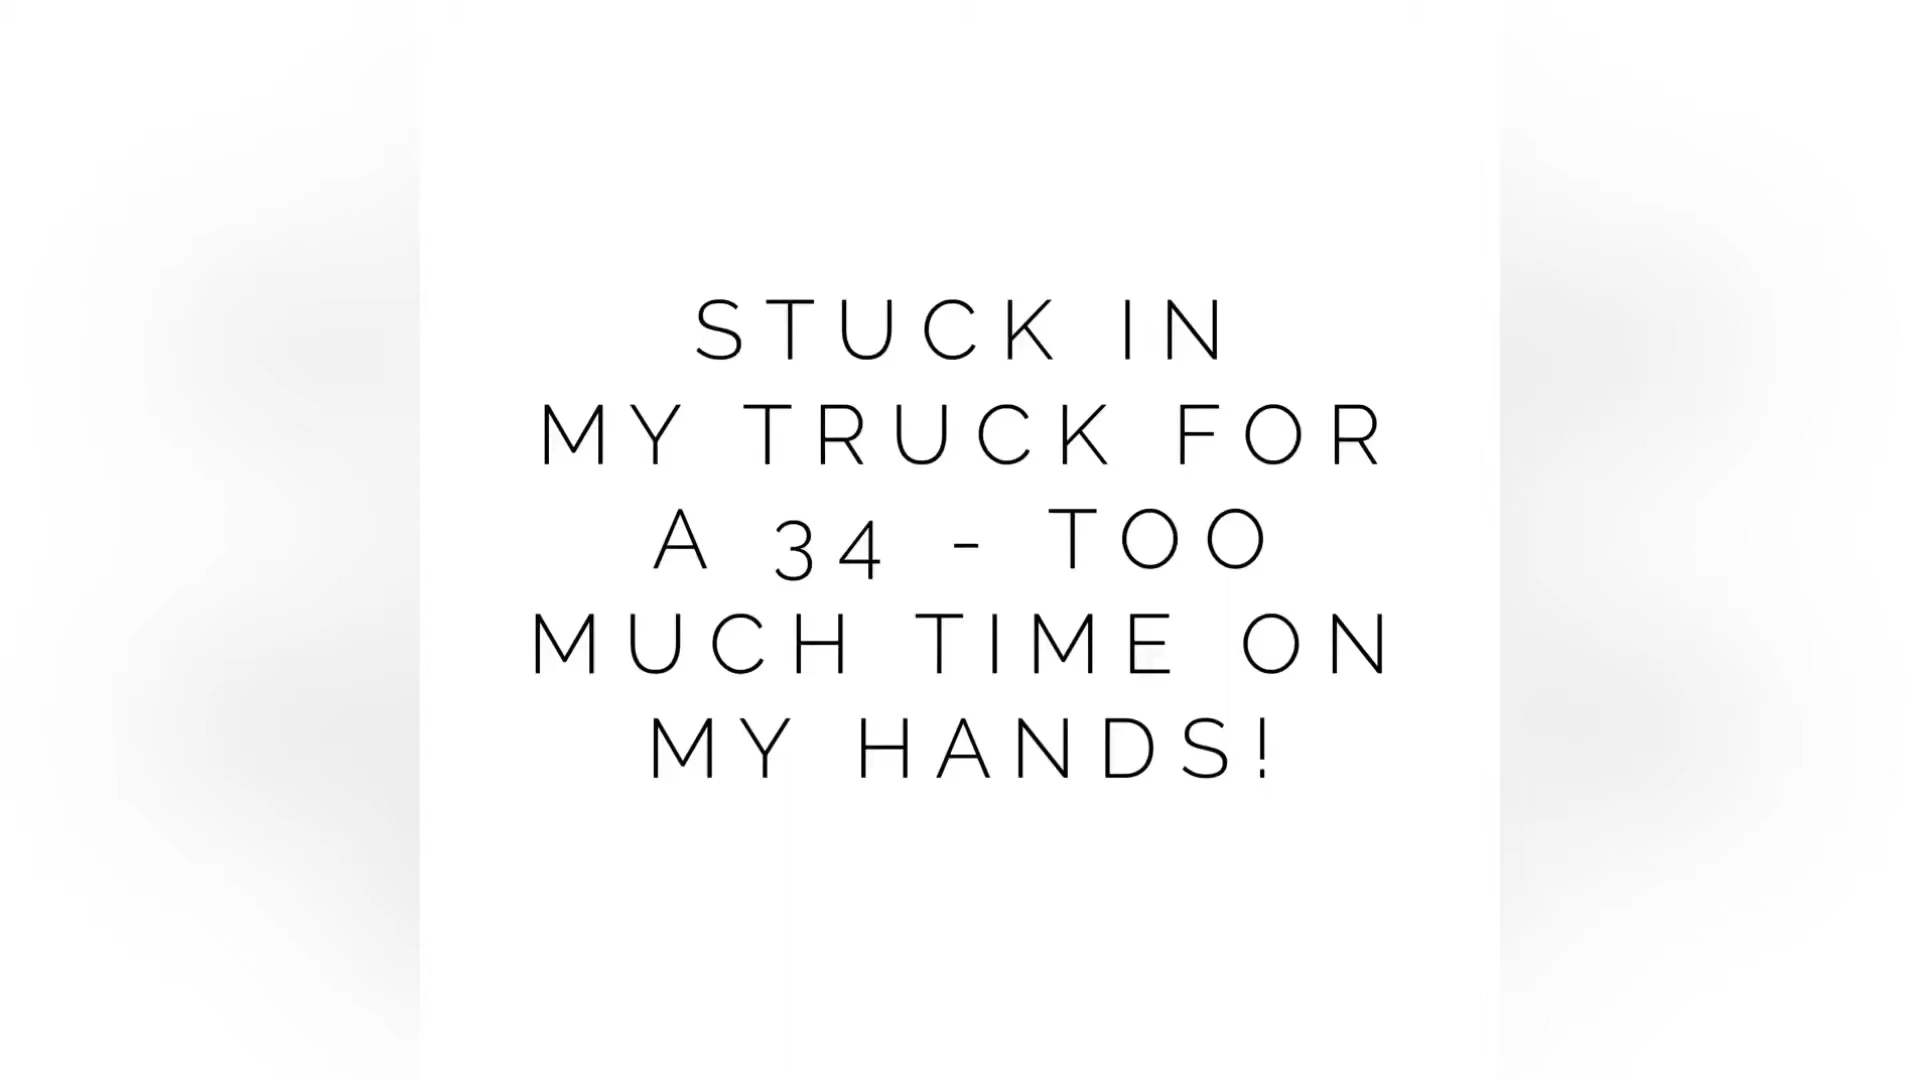 STUCK IN
MY TRUCK FOR
A 34 - TOO
MUCH TIME ON
MY HANDS!